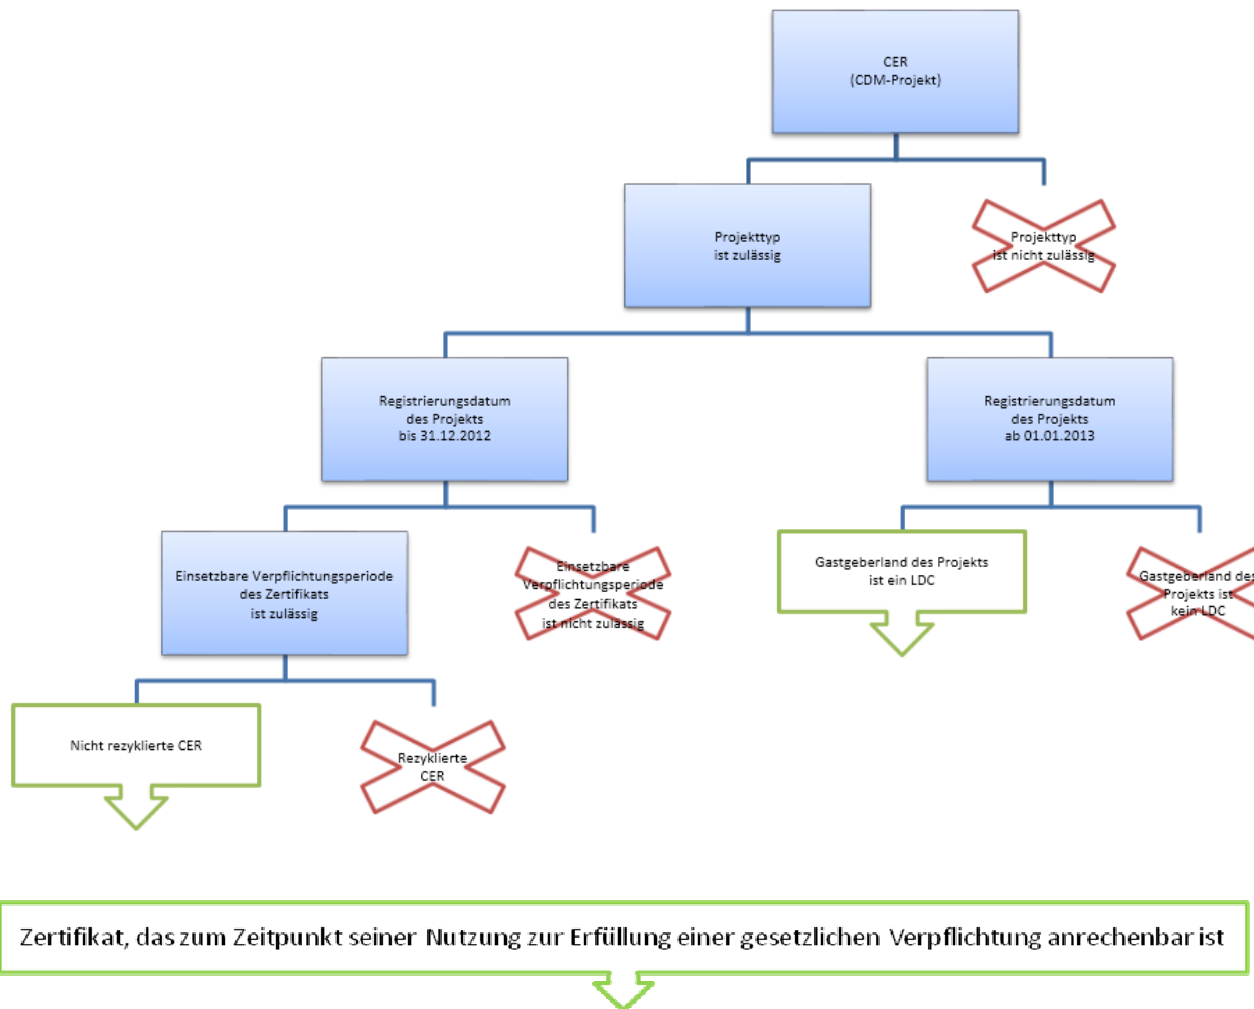 CER
(CDM-Projekt)
Projekttyp
ist zulässig
Projekttyp
ist nicht zulässig
Registrierungsdatum
des Projekts
bis 31.12.2012
Registrierungsdatum
des Projekts
ab 01.01.2013
Einsetzbare Verpflichtungsperiode
des Zertifikats
ist zulässig
Einsetzbare
Verpflichtungsperiode
des Zertifikats
ist nicht zulässig
Gastgeberland des Projekts
ist ein LDC
Gastgeberland des
Projekts ist
kein LDC
Nicht rezyklierte CER
Rezyklierte
CER
Zertifikat, das zum Zeitpunkt seiner Nutzung zur Erfüllung einer gesetzlichen Verpflichtung anrechenbar ist